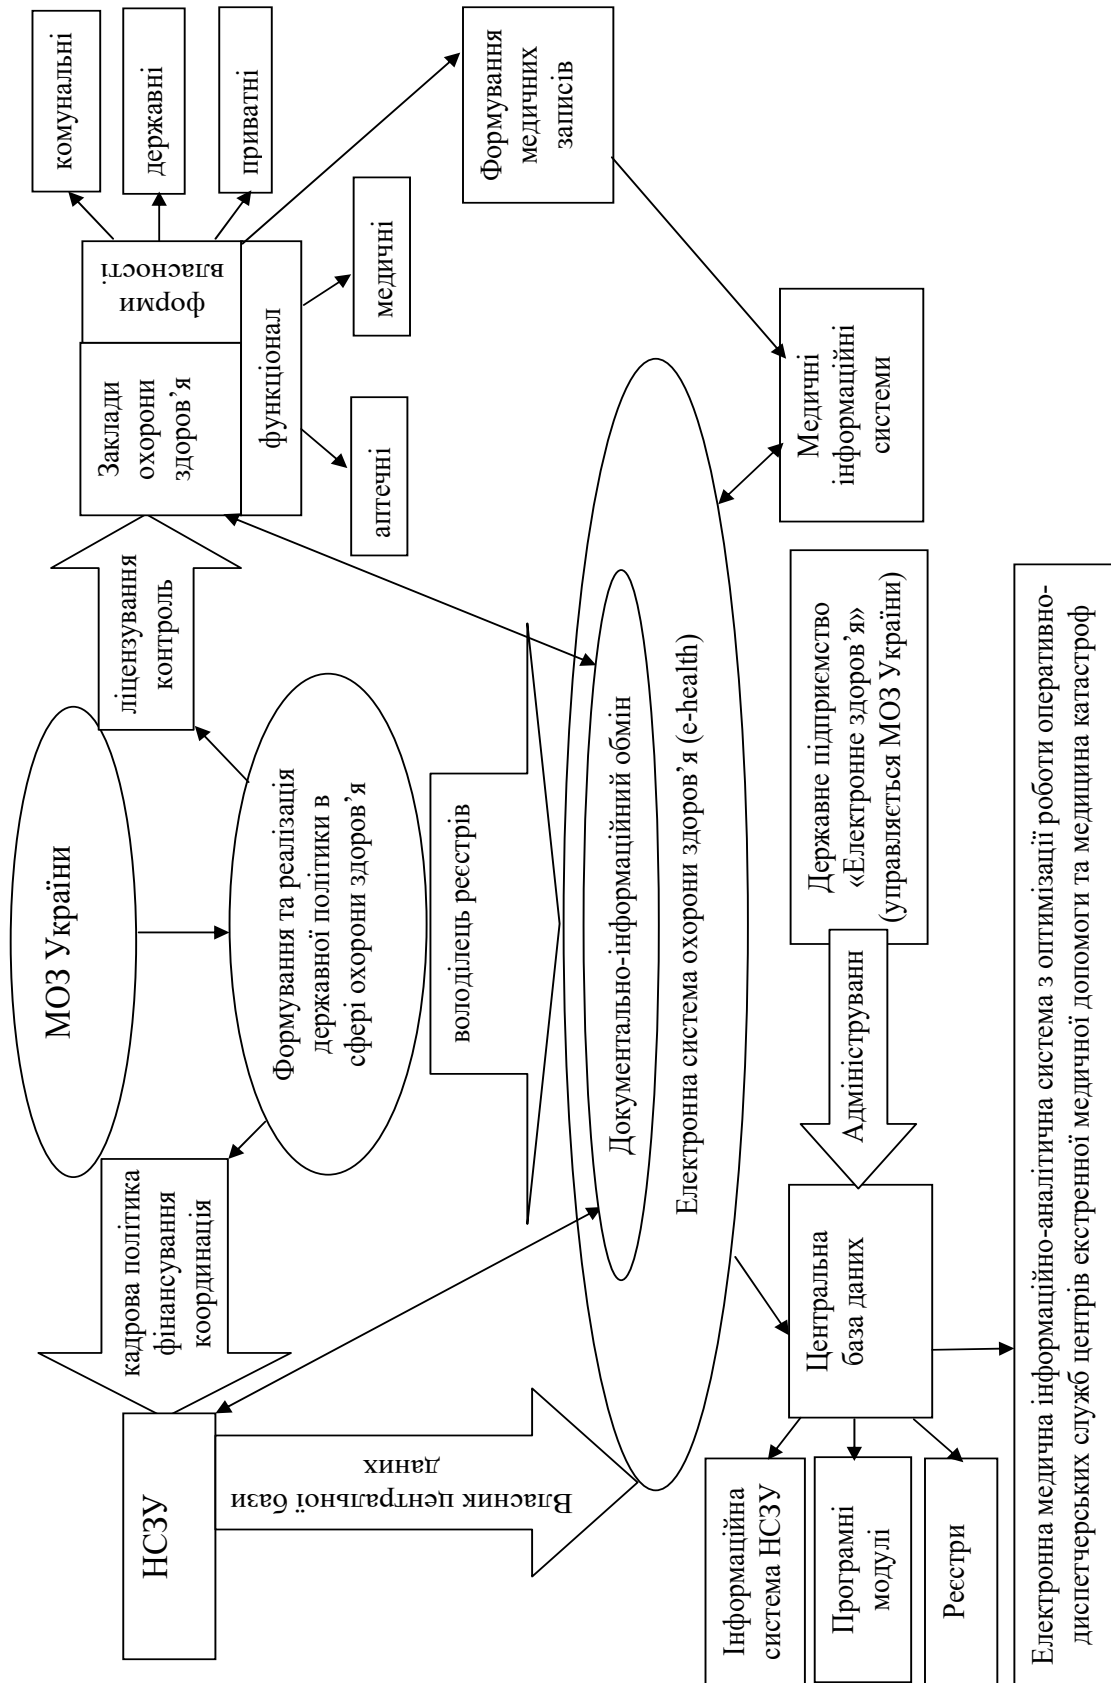 МОЗ України
кадрова політика
фінансування
координація
ліцензування
контроль
НСЗУ
Формування та реалізація
державної політики в
сфері охорони здоров’я
Заклади
охорони
здоров’я
форми
власності
комунальні
державні
приватні
функціонал
аптечні
медичні
Власник центральної бази
даних
володілець реєстрів
Формування
медичних
записів
Документально-інформаційний обмін
Електронна система охорони здоров’я (e-health)
Інформаційна
система НСЗУ
Програмні
модулі
Реєстри
Центральна
база даних
Адмініструванн
Державне підприємство
«Електронне здоров’я»
(управляється МОЗ України)
Медичні
інформаційні
системи
Електронна медична інформаційно-аналітична система з оптимізації роботи оперативно-
диспетчерських служб центрів екстренної медичної допомоги та медицина катастроф